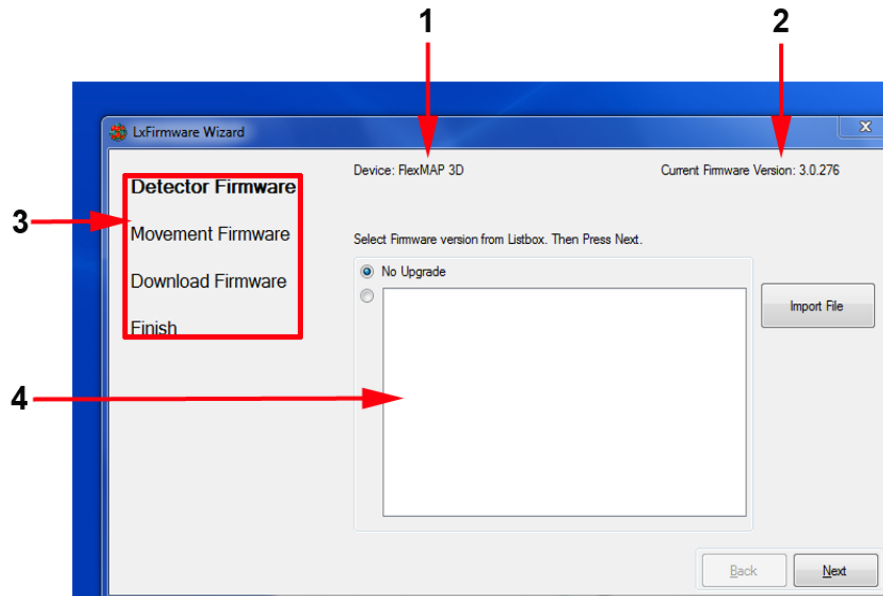 1
2
LxFirmware Wizard
X
Device: FlexMAP 3D
Current Firmware Version: 3.0.276
3
Detector Firmware
Movement Firmware
Download Firmware
Finish
Select Firmware version from Listbox. Then Press Next.
No Upgrade
Import File
4
Back
Next